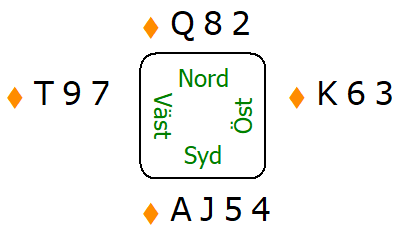 ♦ Q 8 2
Nord
♦ T 9 7
Väst
Öst
♦ K 6 3
Syd
♦ A J 5 4